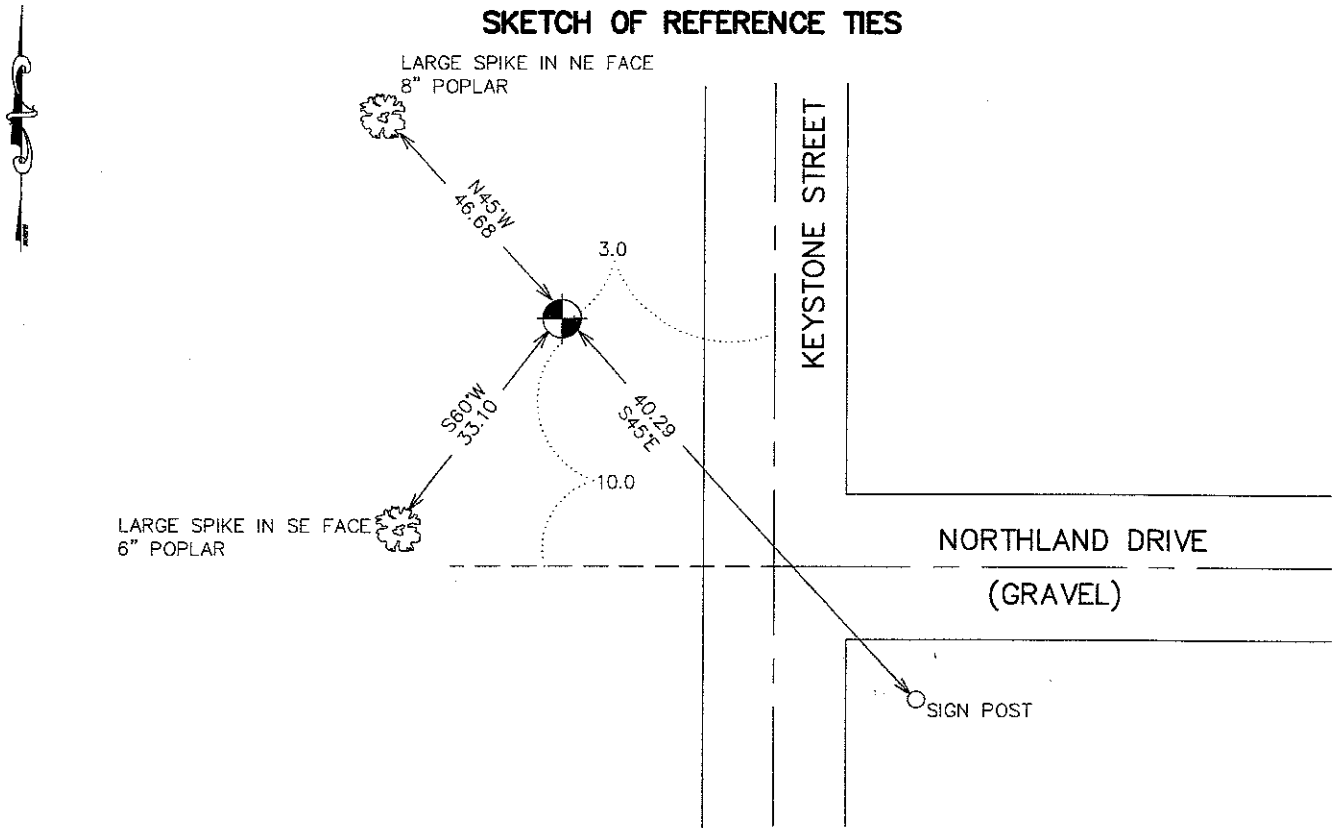 SKETCH OF REFERENCE TIES
LARGE SPIKE IN NE FACE
8" POPLAR
N45°W
46.68
3.0
KEYSTONE STREET
S60°W
33.10
40.29
S45°E
10.0
LARGE SPIKE IN SE FACE
6" POPLAR
NORTHLAND DRIVE
(GRAVEL)
SIGN POST